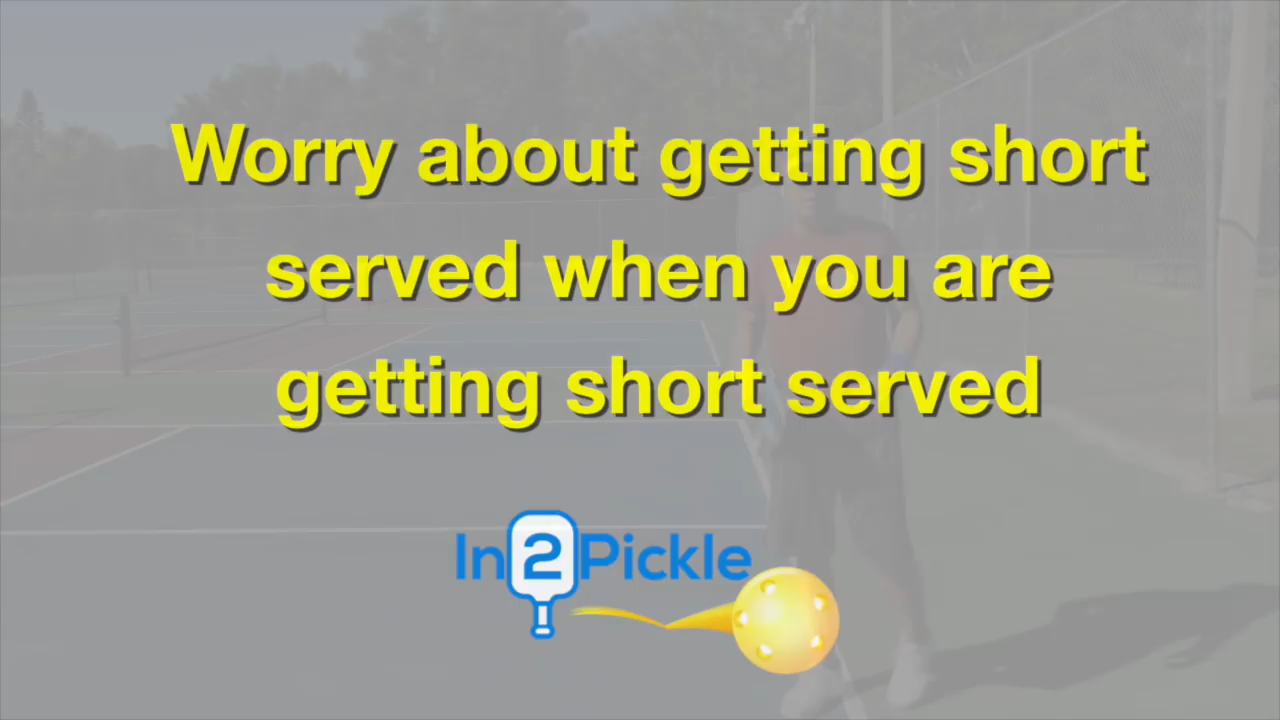 Worry about getting short
served when you are
getting short served
In2Pickle